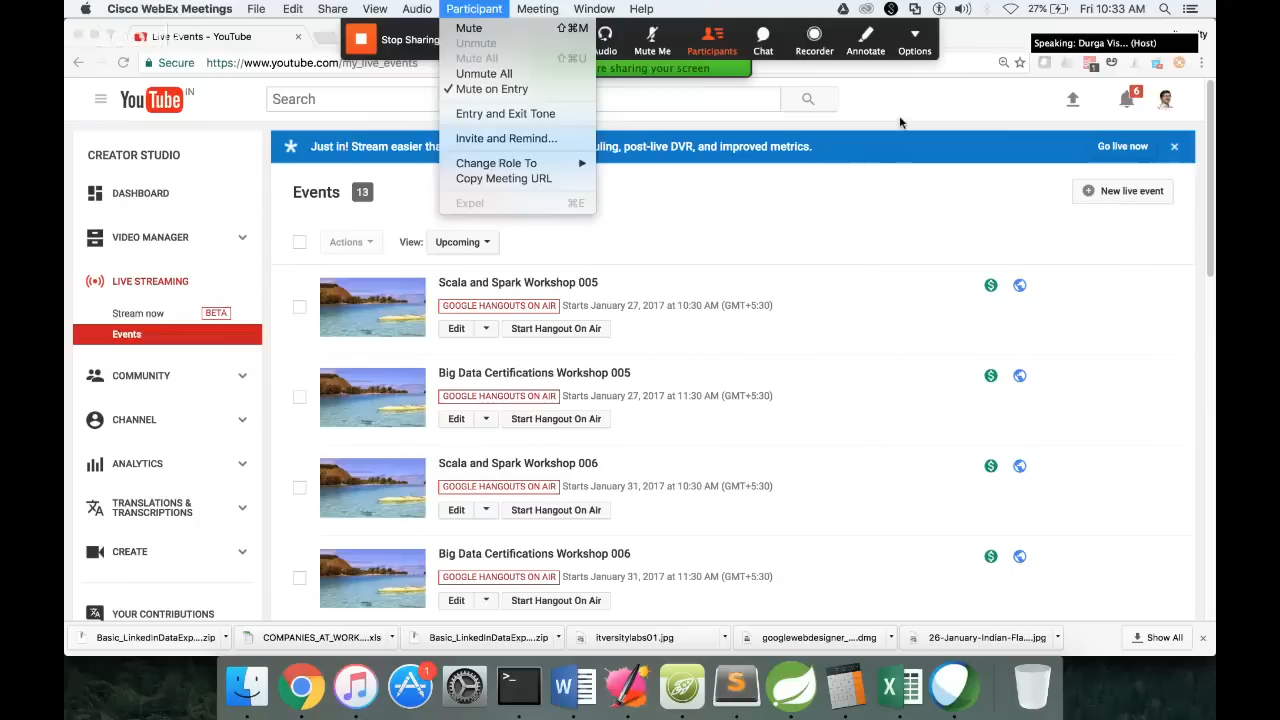 Cisco WebEx Meetings File Edit Share View Audio Participant Meeting Window Help 27% Fri 10:33 AM
Live Events - YouTube
Stop Sharing
Mute Me Participants Chat Recorder Annotate Options
Speaking: Durga Vis... (Host)
Secure https://www.youtube.com/my_live_events
re sharing your screen
Mute ⇧⌘M
Unmute
Mute All ⇧⌘U
Unmute All
✓ Mute on Entry
Entry and Exit Tone
Invite and Remind...
Change Role To
Copy Meeting URL
Expel ⌘E
YouTube IN
Search
6
Just in! Stream easier tha
uling, post-live DVR, and improved metrics.
Go live now
CREATOR STUDIO
DASHBOARD
VIDEO MANAGER
LIVE STREAMING
Stream now BETA
Events
COMMUNITY
CHANNEL
ANALYTICS
TRANSLATIONS &
TRANSCRIPTIONS
CREATE
YOUR CONTRIBUTIONS
Events 13
New live event
Actions View: Upcoming
Scala and Spark Workshop 005
GOOGLE HANGOUTS ON AIR Starts January 27, 2017 at 10:30 AM (GMT+5:30)
Edit Start Hangout On Air
Big Data Certifications Workshop 005
GOOGLE HANGOUTS ON AIR Starts January 27, 2017 at 11:30 AM (GMT+5:30)
Edit Start Hangout On Air
Scala and Spark Workshop 006
GOOGLE HANGOUTS ON AIR Starts January 31, 2017 at 10:30 AM (GMT+5:30)
Edit Start Hangout On Air
Big Data Certifications Workshop 006
GOOGLE HANGOUTS ON AIR Starts January 31, 2017 at 11:30 AM (GMT+5:30)
Edit Start Hangout On Air
Basic_LinkedInDataExp....zip COMPANIES_AT_WORK....xls Basic_LinkedInDataExp....zip itversitylabs01.jpg googlewebdesigner_....dmg 26-January-Indian-Fla....jpg Show All
1